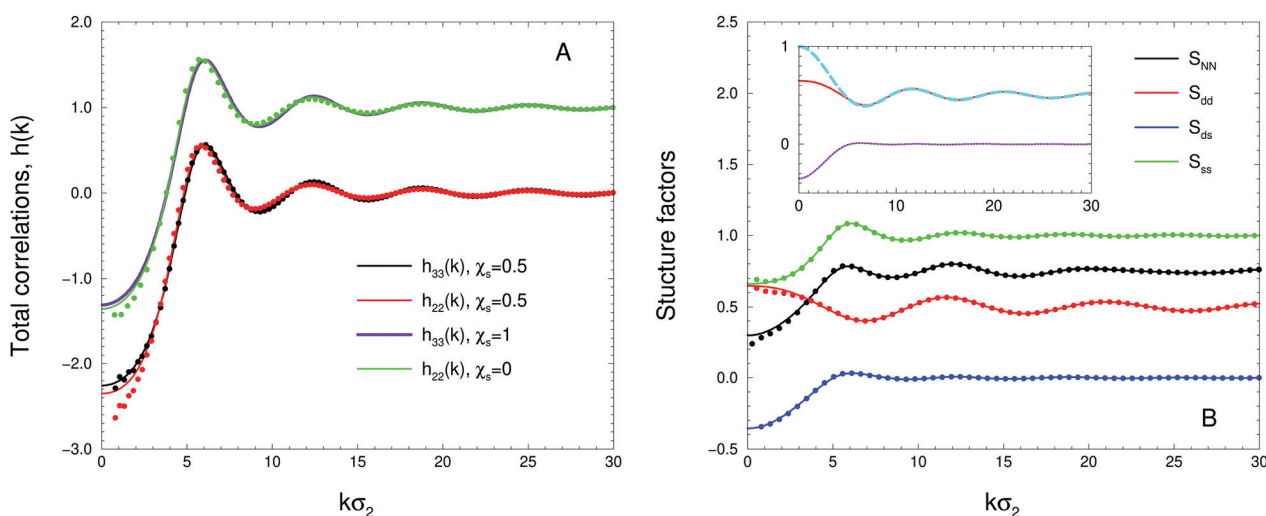 A
2.0
1.0
0.0
−1.0
−2.0
−3.0
Total correlations, h(k)
h33(k), χs=0.5
h22(k), χs=0.5
h33(k), χs=1
h22(k), χs=0
0 5 10 15 20 25 30
kσ2
B
2.5
2.0
1.5
1.0
0.5
0.0
−0.5
Stucture factors
1
0
0 10 20 30
SNN
Sdd
Sds
Sss
0 5 10 15 20 25 30
kσ2